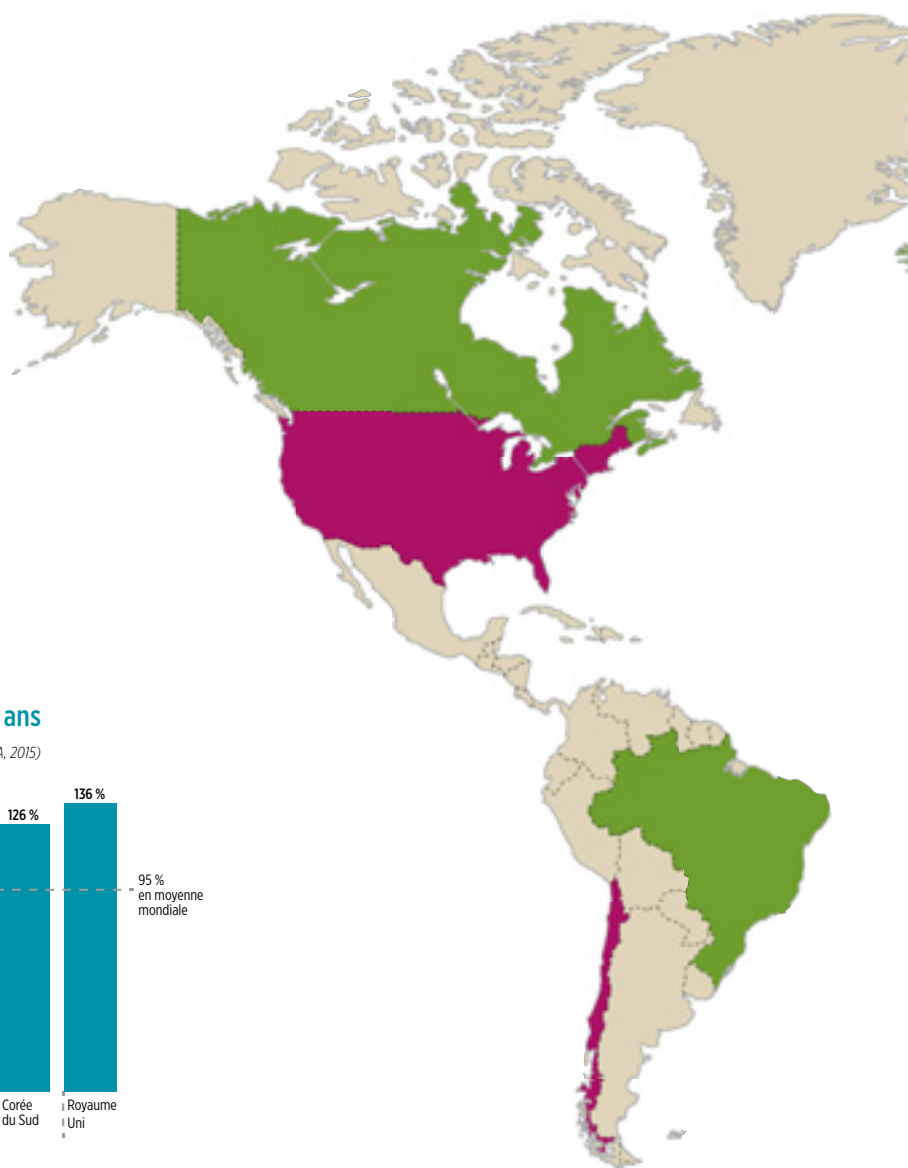 ans
A, 2015)
136 %
126 %
95 %
en moyenne
mondiale
Corée
du Sud
Royaume
Uni